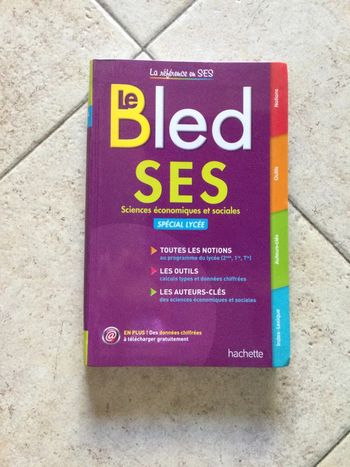 La référence en SES
Le
Bled
SES
Sciences économiques et sociales
SPÉCIAL LYCÉE
TOUTES LES NOTIONS
au programme du lycée (2nde, 1re, Tle)
LES OUTILS
calculs types et données chiffrées
LES AUTEURS-CLÉS
des sciences économiques et sociales
@ EN PLUS ! Des données chiffrées
à télécharger gratuitement
hachette
Notions
Outils
Auteurs-clés
Index - Lexique